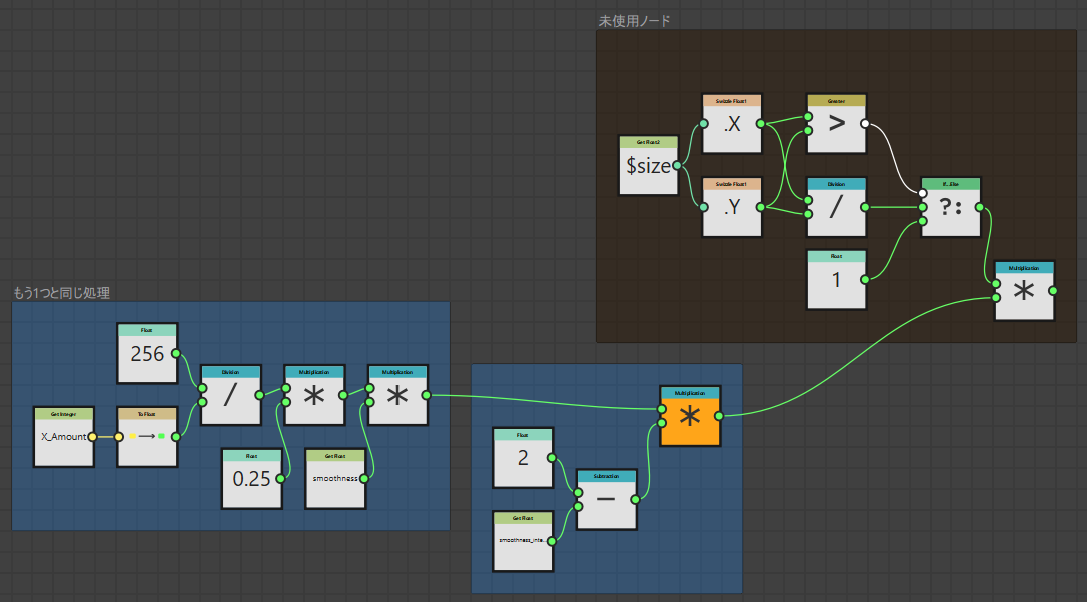 未使用ノード
Swizzle Float1
.X
Greater
>
Get Float2
$size
Swizzle Float1
.Y
Division
/
If...Else
?:
Float
1
Multiplication
*
もう1つと同じ処理
Float
256
Division
/
Multiplication
*
Multiplication
*
Get Integer
X_Amount
To Float
Float
0.25
Get Float
smoothness
Multiplication
*
Float
2
Subtraction
−
Get Float
smoothness_inte...